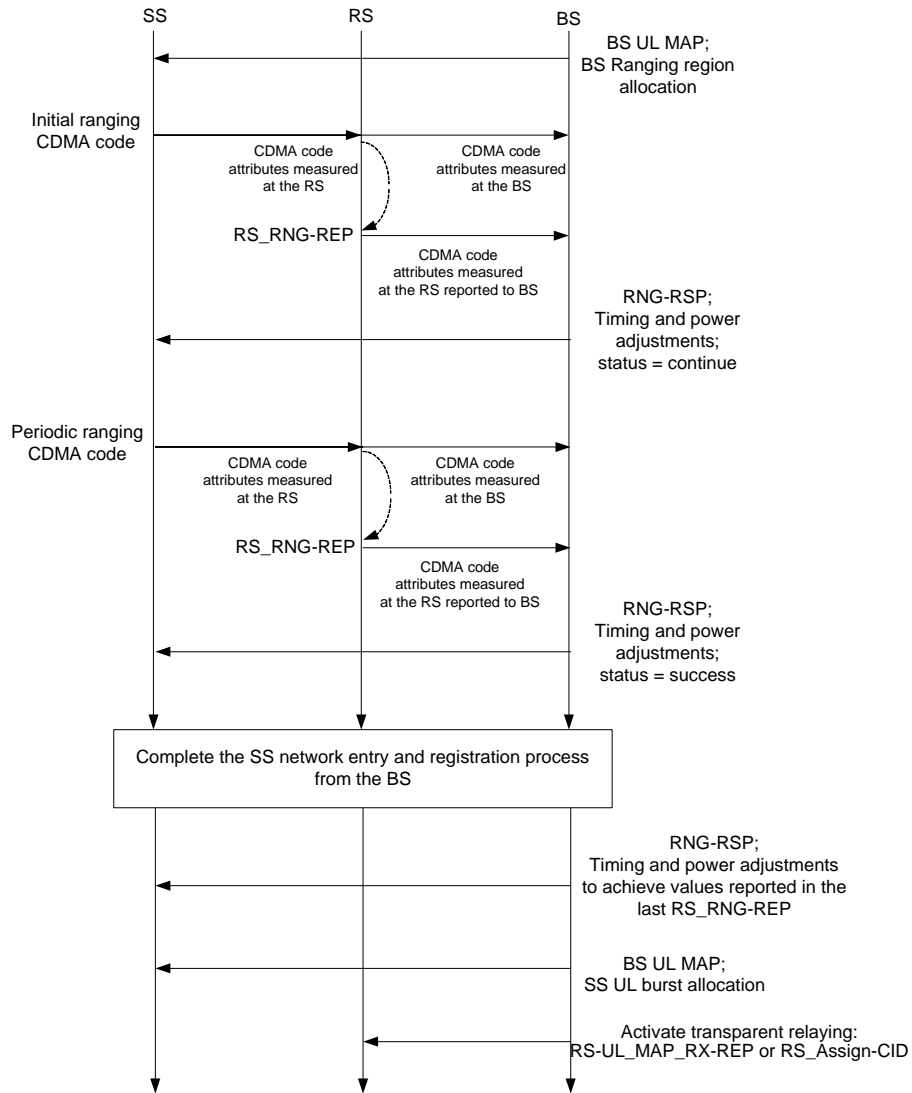 SS
RS
BS
BS UL MAP;
BS Ranging region
allocation
Initial ranging
CDMA code
CDMA code
attributes measured
at the RS
CDMA code
attributes measured
at the BS
RS_RNG-REP
CDMA code
attributes measured
at the RS reported to BS
RNG-RSP;
Timing and power
adjustments;
status = continue
Periodic ranging
CDMA code
CDMA code
attributes measured
at the RS
CDMA code
attributes measured
at the BS
RS_RNG-REP
CDMA code
attributes measured
at the RS reported to BS
RNG-RSP;
Timing and power
adjustments;
status = success
Complete the SS network entry and registration process
from the BS
RNG-RSP;
Timing and power adjustments
to achieve values reported in the
last RS_RNG-REP
BS UL MAP;
SS UL burst allocation
Activate transparent relaying:
RS-UL_MAP_RX-REP or RS_Assign-CID